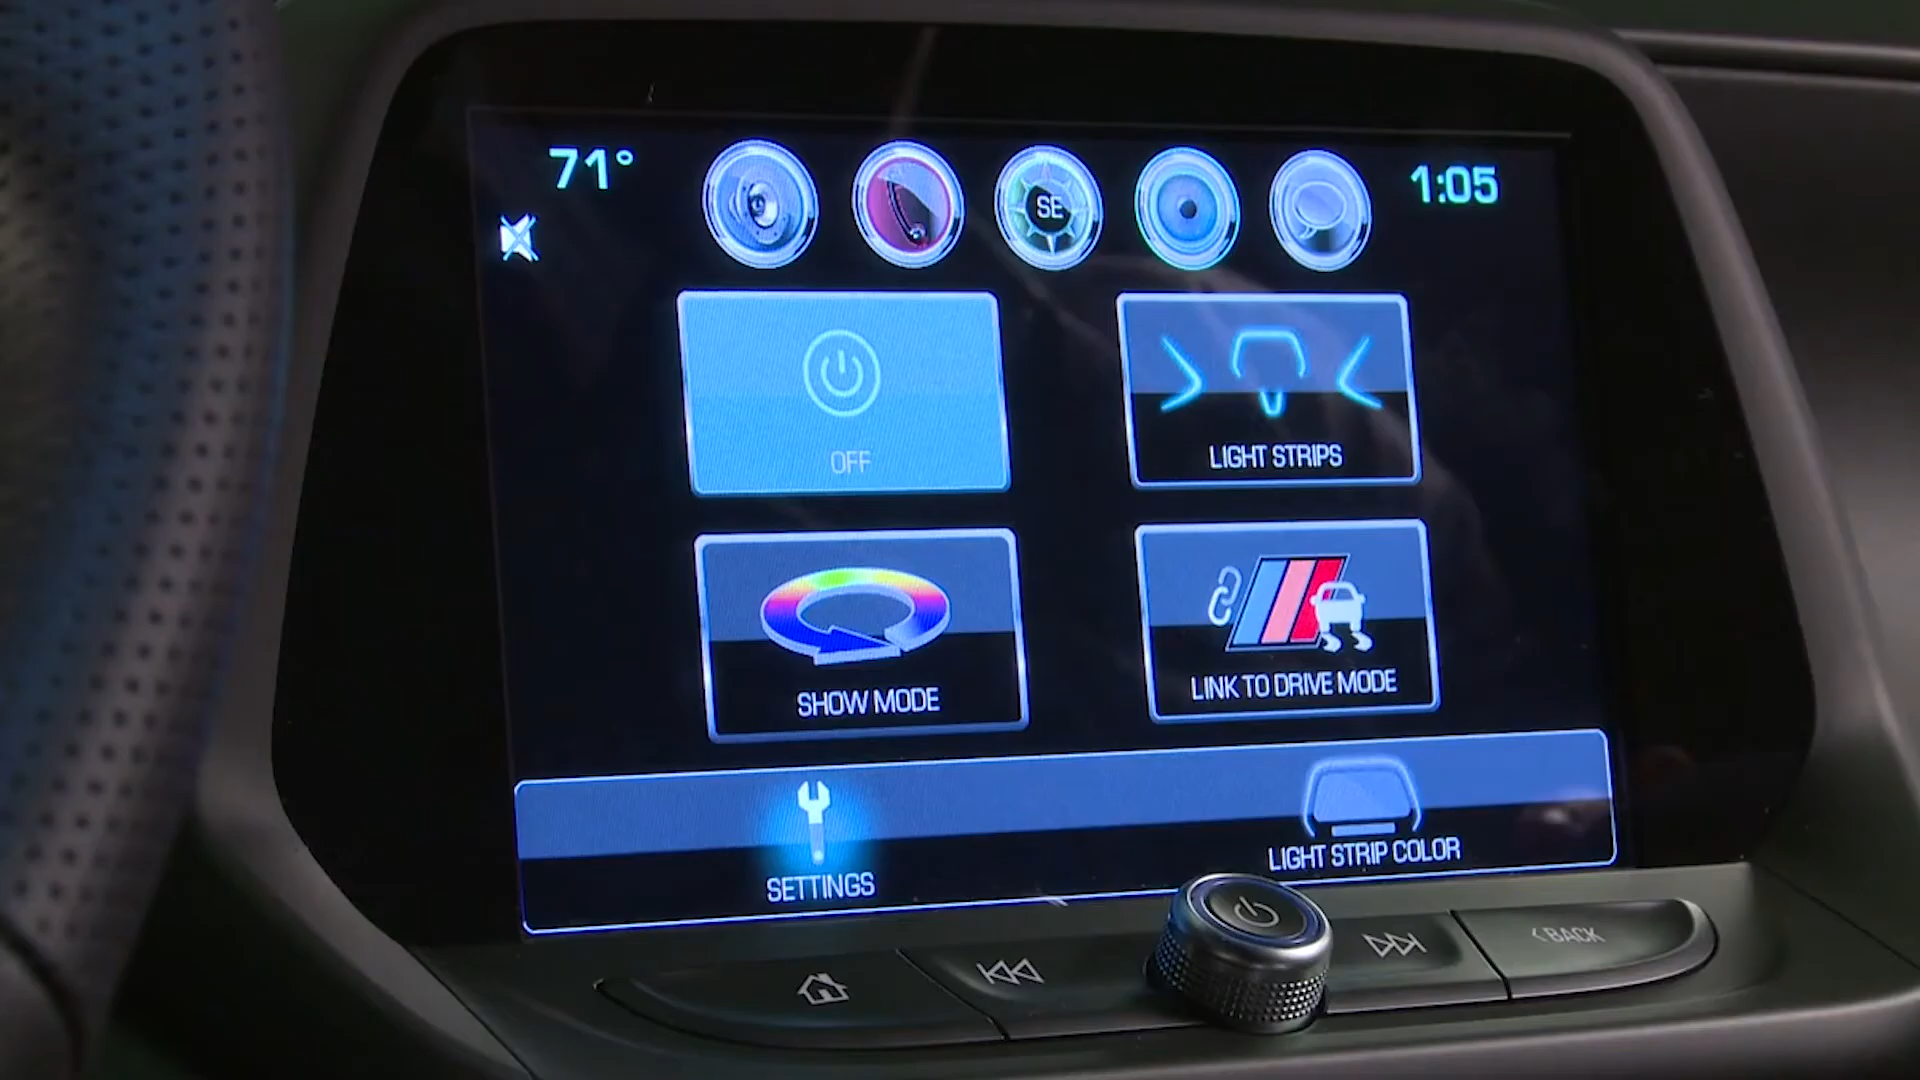 71°
SE
1:05
OFF
LIGHT STRIPS
SHOW MODE
LINK TO DRIVE MODE
SETTINGS
LIGHT STRIP COLOR
<BACK